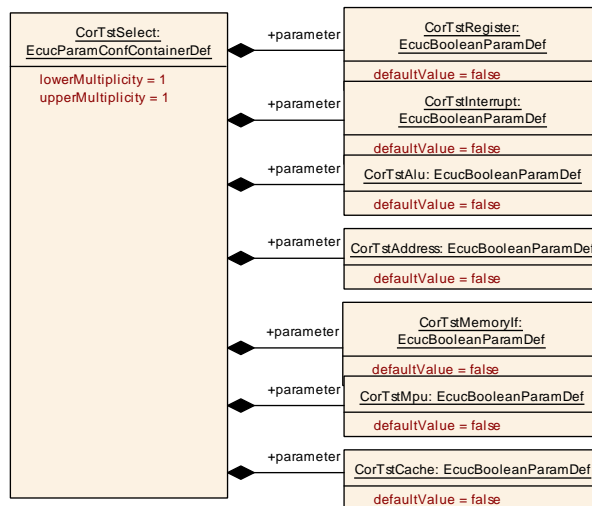 CorTstSelect:
EcucParamConfContainerDef
lowerMultiplicity = 1
upperMultiplicity = 1
+parameter
CorTstRegister:
EcucBooleanParamDef
defaultValue = false
+parameter
CorTstInterrupt:
EcucBooleanParamDef
defaultValue = false
+parameter
CorTstAlu: EcucBooleanParamDef
defaultValue = false
+parameter
CorTstAddress: EcucBooleanParamDef
defaultValue = false
+parameter
CorTstMemoryIf:
EcucBooleanParamDef
defaultValue = false
+parameter
CorTstMpu: EcucBooleanParamDef
defaultValue = false
+parameter
CorTstCache: EcucBooleanParamDef
defaultValue = false